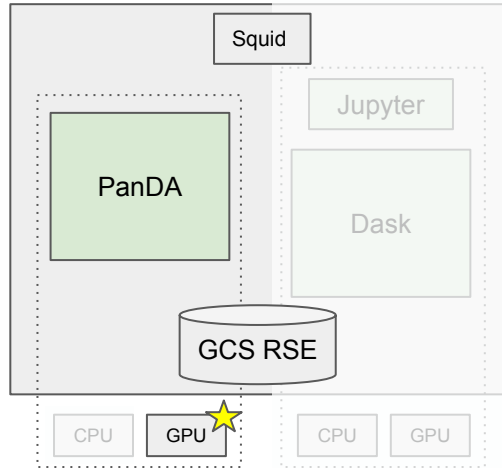 Squid
Jupyter
PanDA
Dask
GCS RSE
CPU
GPU
CPU
GPU